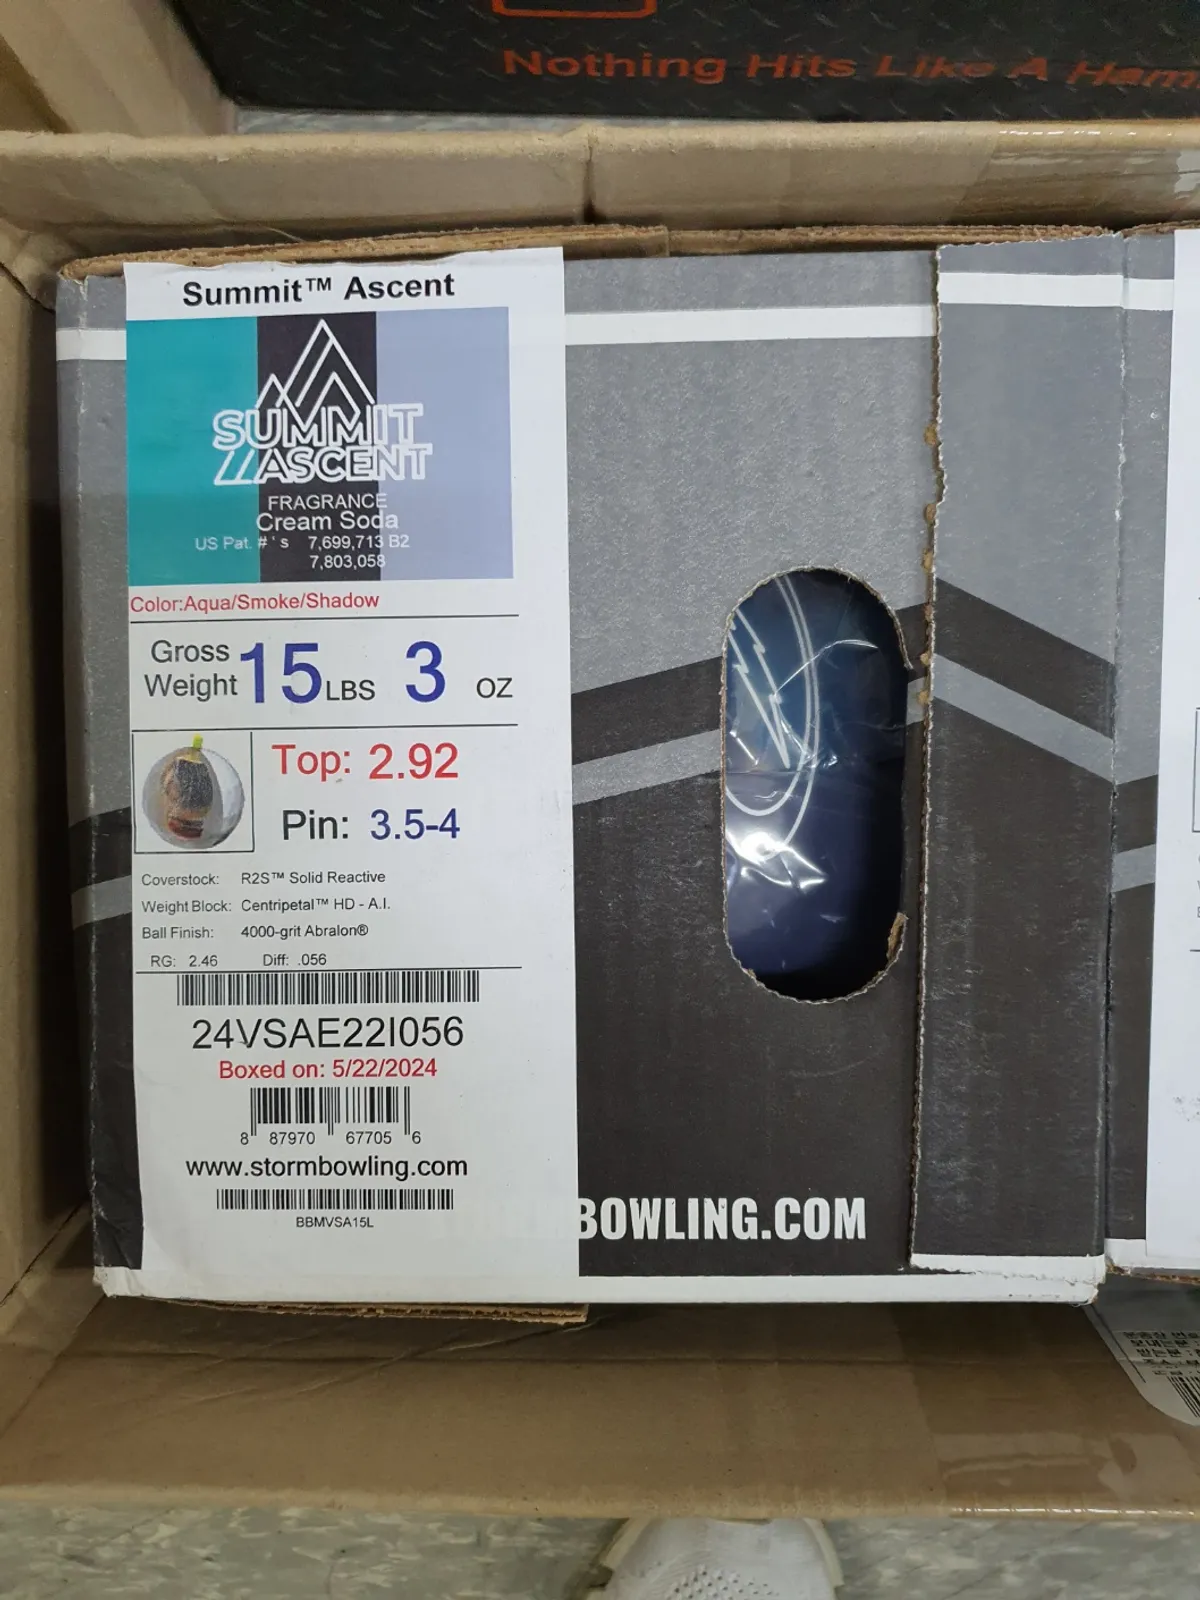 Nothing Hits Like A Ham
Summit™ Ascent
SUMMIT
ASCENT
FRAGRANCE
Cream Soda
US Pat. #'s 7,699,713 B2
7,803,058
Color:Aqua/Smoke/Shadow
Gross Weight 15 LBS 3 OZ
Top: 2.92
Pin: 3.5-4
Coverstock: R2S™ Solid Reactive
Weight Block: Centripetal™ HD - A.I.
Ball Finish: 4000-grit Abralon®
RG: 2.46 Diff: .056
24VSAE22I056
Boxed on: 5/22/2024
8 87970 67705 6
www.stormbowling.com
BBMVSA15L
BOWLING.COM